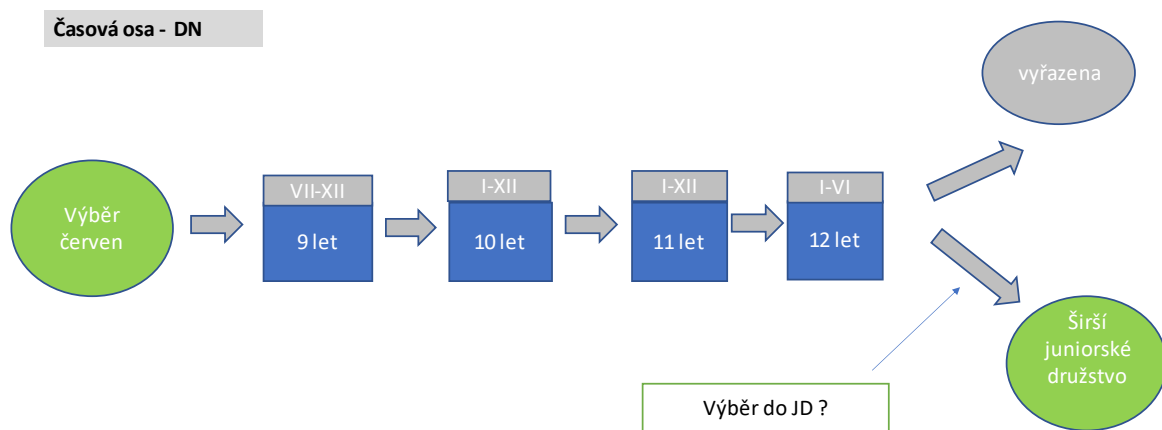 Časová osa - DN
vyřazena
Výběr
červen
VII-XII
9 let
I-XII
10 let
I-XII
11 let
I-VI
12 let
Širší
juniorské
družstvo
Výběr do JD ?